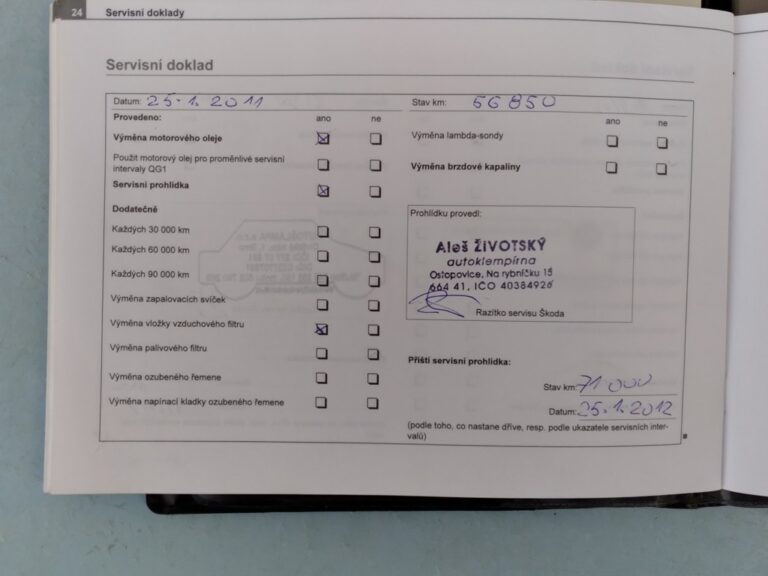 24 Servisní doklady
Servisní doklad
Datum: 25.1.2011
Provedeno: ano ne
Výměna motorového oleje
Použit motorový olej pro proměnlivé servisní
intervaly QG1
Servisní prohlídka
Dodatečně
Každých 30 000 km
Každých 60 000 km
Každých 90 000 km
Výměna zapalovacích svíček
Výměna vložky vzduchového filtru
Výměna palivového filtru
Výměna ozubeného řemene
Výměna napínací kladky ozubeného řemene
Stav km: 56 850
ano ne
Výměna lambda-sondy
Výměna brzdové kapaliny
Prohlídku provedl:
Aleš ŽIVOTSKÝ
autoklempírna
Ostopovice, Na rybníčku 15
664 41, IČO 40384926
Razítko servisu Škoda
Příští servisní prohlídka:
Stav km: 71 000
Datum: 25.1.2012
(podle toho, co nastane dříve, resp. podle ukazatele servisních inter-
valů)